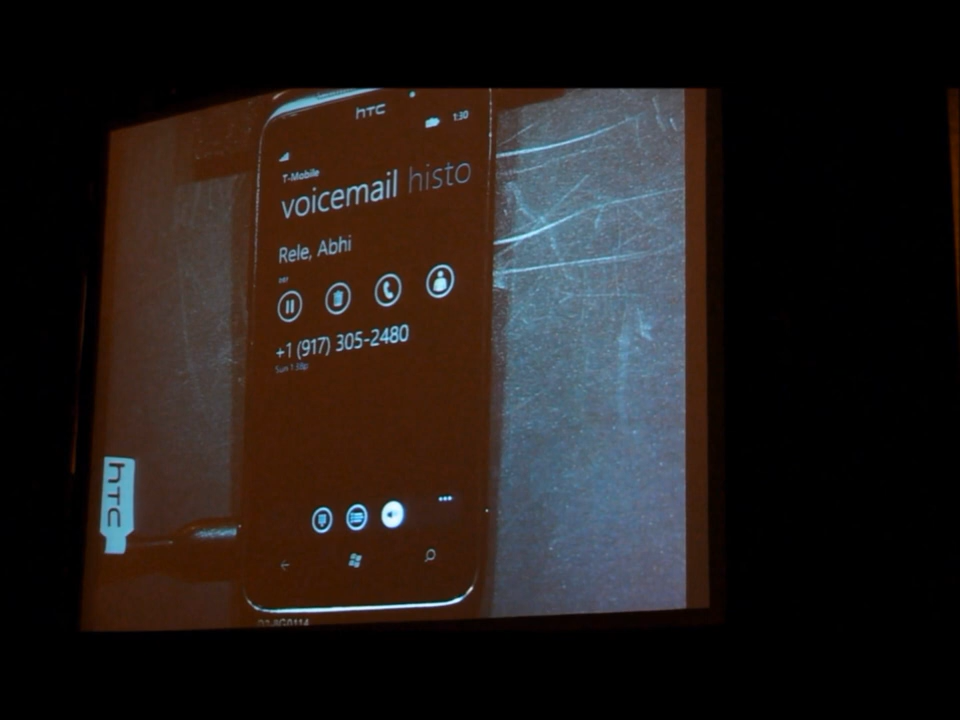 hTC
1:30
T-Mobile
voicemail histo
Rele, Abhi
+1 (917) 305-2480
hTC